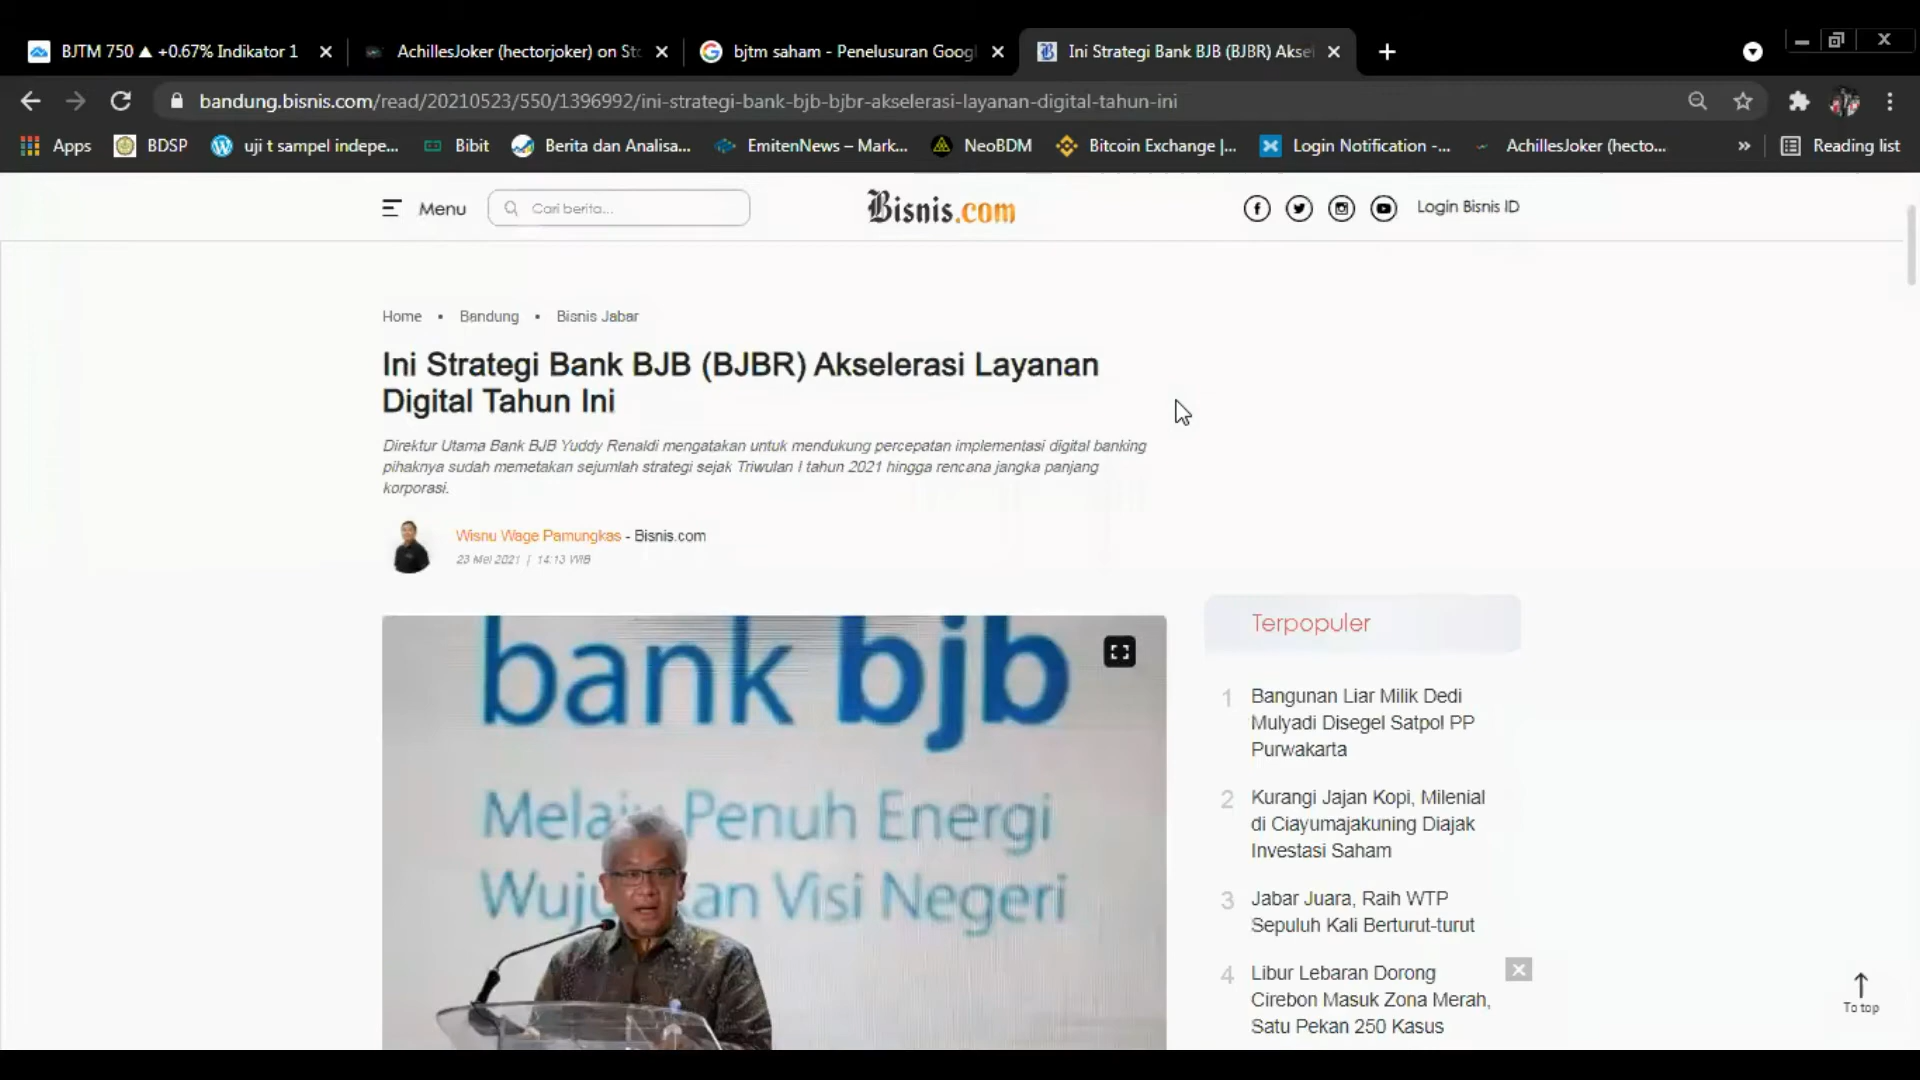 BJTM 750 ▲ +0.67% Indikator 1
AchillesJoker (hectorjoker) on Sto
bjtm saham - Penelusuran Googl
Ini Strategi Bank BJB (BJBR) Akse
bandung.bisnis.com/read/20210523/550/1396992/ini-strategi-bank-bjb-bjbr-akselerasi-layanan-digital-tahun-ini
Apps
BDSP
uji t sampel indepe...
Bibit
Berita dan Analisa...
EmitenNews – Mark...
NeoBDM
Bitcoin Exchange |...
Login Notification -...
AchillesJoker (hecto...
»
Reading list
Menu
Cari berita...
Bisnis.com
Login Bisnis ID
Home • Bandung • Bisnis Jabar
Ini Strategi Bank BJB (BJBR) Akselerasi Layanan
Digital Tahun Ini
Direktur Utama Bank BJB Yuddy Renaldi mengatakan untuk mendukung percepatan implementasi digital banking
pihaknya sudah memetakan sejumlah strategi sejak Triwulan I tahun 2021 hingga rencana jangka panjang
korporasi.
Wisnu Wage Pamungkas - Bisnis.com
23 Mei 2021 | 14:13 WIB
bank bjb
Penuh Energi
Visi Negeri
Terpopuler
1 Bangunan Liar Milik Dedi
Mulyadi Disegel Satpol PP
Purwakarta
2 Kurangi Jajan Kopi, Milenial
di Ciayumajakuning Diajak
Investasi Saham
3 Jabar Juara, Raih WTP
Sepuluh Kali Berturut-turut
4 Libur Lebaran Dorong
Cirebon Masuk Zona Merah,
Satu Pekan 250 Kasus
To top